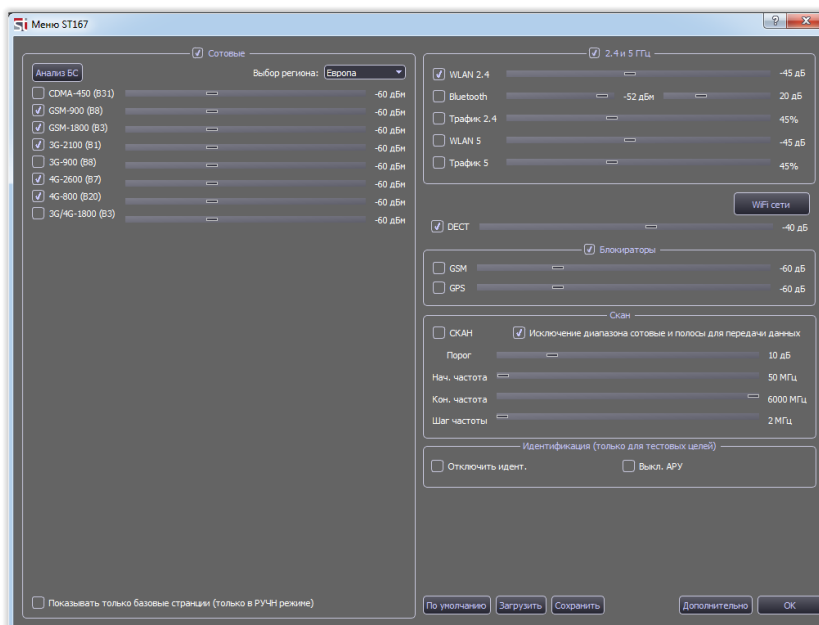 Меню ST167
Сотовые
Анализ БС
Выбор региона: Европа
CDMA-450 (B31) -60 дБм
GSM-900 (B8) -60 дБм
GSM-1800 (B3) -60 дБм
3G-2100 (B1) -60 дБм
3G-900 (B8) -60 дБм
4G-2600 (B7) -60 дБм
4G-800 (B20) -60 дБм
3G/4G-1800 (B3) -60 дБм
Показывать только базовые странции (только в РУЧН режиме)
2.4 и 5 ГГц
WLAN 2.4 -45 дБ
Bluetooth -52 дБм 20 дБ
Трафик 2.4 45%
WLAN 5 -45 дБ
Трафик 5 45%
WiFi сети
DECT -40 дБ
Блокираторы
GSM -60 дБ
GPS -60 дБ
Скан
СКАН Исключение диапазона сотовые и полосы для передачи данных
Порог 10 дБ
Нач. частота 50 МГц
Кон. частота 6000 МГц
Шаг частоты 2 МГц
Идентификация (только для тестовых целей)
Отключить идент. Выкл. АРУ
По умолчанию Загрузить Сохранить Дополнительно OK